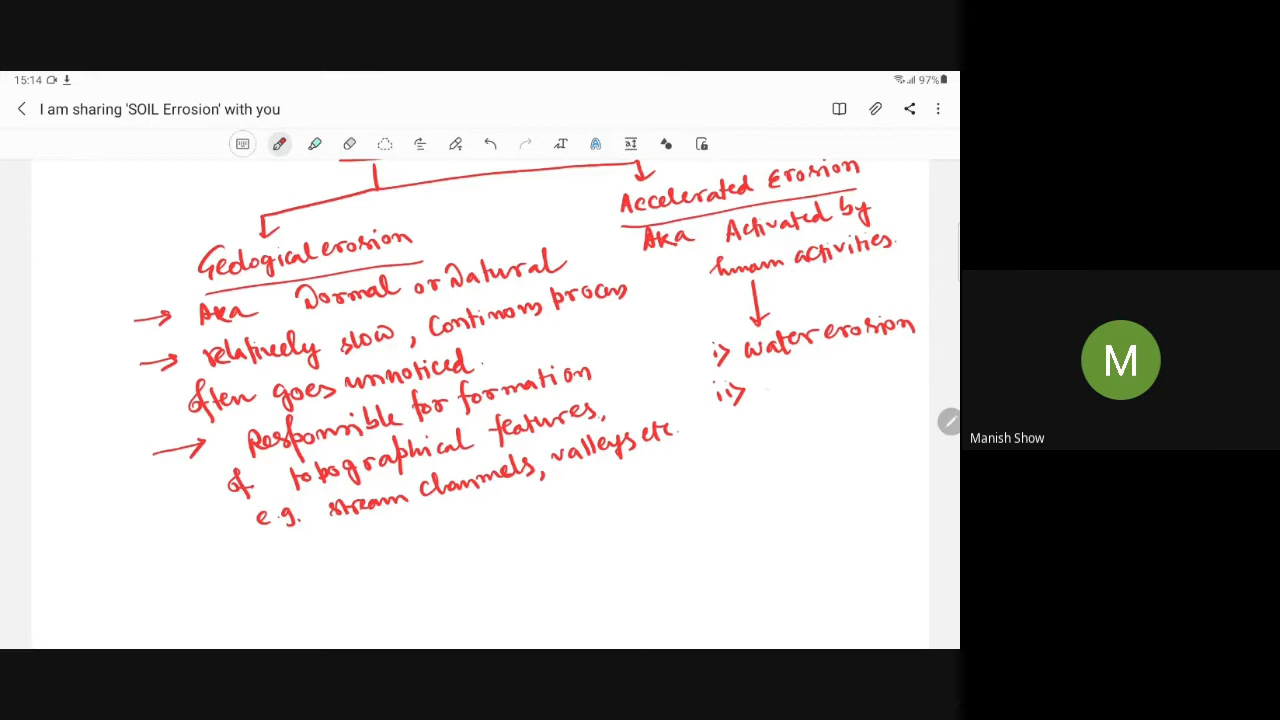 15:14
97%
I am sharing 'SOIL Errosion' with you
Accelerated Erosion
Aka Activated by
human activities.
Geological erosion
→ Aka Normal or Natural
→ relatively slow, Continous process
often goes unnoticed.
→ Responsible for formation
of topographical features,
e.g. stream channels, valleys etc.
i> water erosion
ii>
M
Manish Show